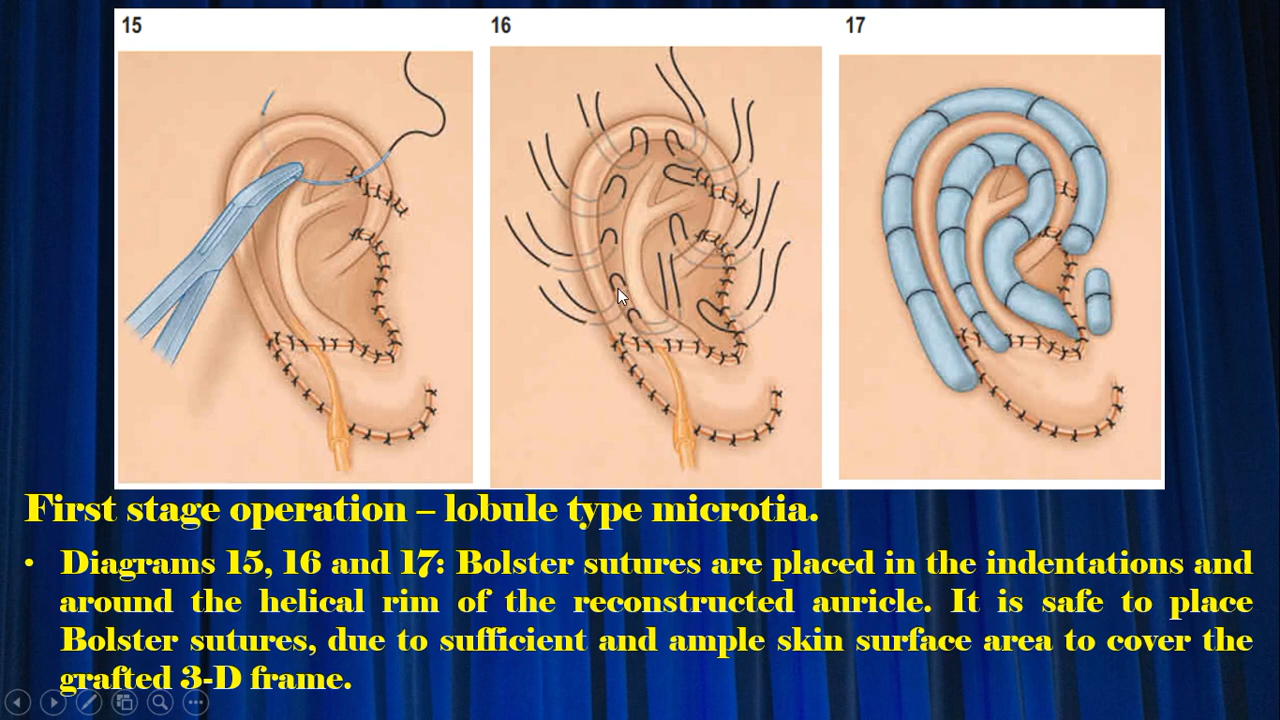 15
16
17
First stage operation – lobule type microtia.
• Diagrams 15, 16 and 17: Bolster sutures are placed in the indentations and
around the helical rim of the reconstructed auricle. It is safe to place
Bolster sutures, due to sufficient and ample skin surface area to cover the
grafted 3-D frame.